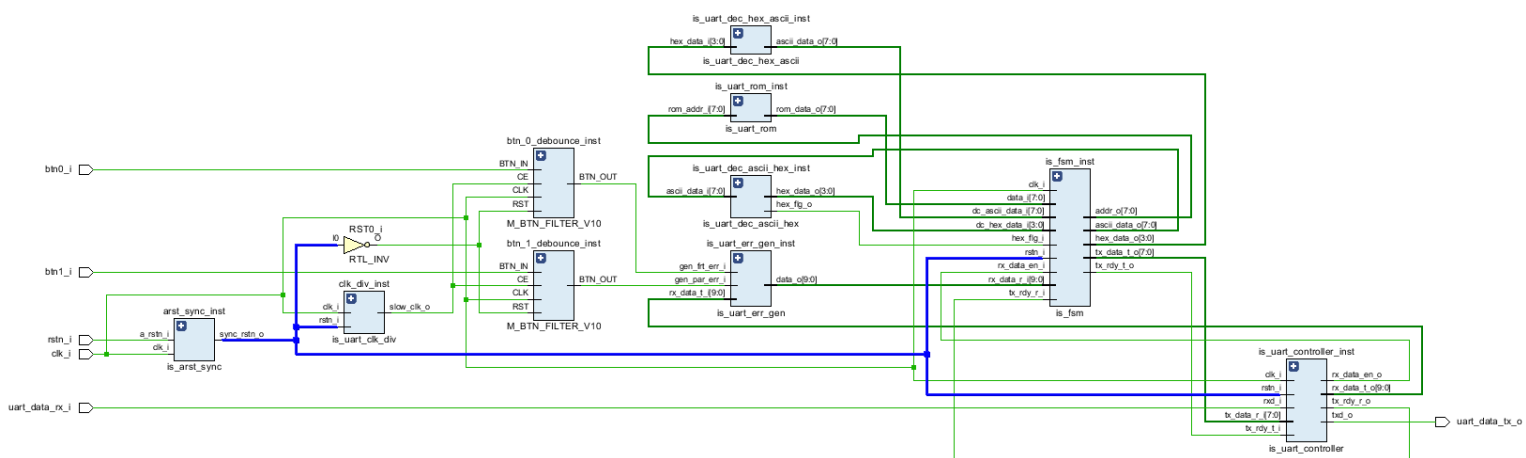 is_uart_dec_hex_ascii_inst
hex_data_i[3:0]
ascii_data_o[7:0]
is_uart_dec_hex_ascii
is_uart_rom_inst
rom_addr_i[7:0]
rom_data_o[7:0]
is_uart_rom
btn_0_debounce_inst
btn0_i
BTN_IN
CE
CLK
RST
BTN_OUT
M_BTN_FILTER_V10
is_uart_dec_ascii_hex_inst
ascii_data_i[7:0]
hex_data_o[3:0]
hex_flg_o
is_uart_dec_ascii_hex
is_fsm_inst
clk_i
data_i[7:0]
dc_ascii_data_i[7:0]
dc_hex_data_i[3:0]
hex_flg_i
rstn_i
rx_data_en_i
rx_data_r_i[9:0]
tx_rdy_r_i
addr_o[7:0]
ascii_data_o[7:0]
hex_data_o[3:0]
tx_data_t_o[7:0]
tx_rdy_t_o
is_fsm
RST0_i
I0
O
RTL_INV
btn_1_debounce_inst
btn1_i
BTN_IN
CE
CLK
RST
BTN_OUT
M_BTN_FILTER_V10
is_uart_err_gen_inst
gen_frt_err_i
gen_par_err_i
rx_data_t_i[9:0]
data_o[9:0]
is_uart_err_gen
clk_div_inst
clk_i
rstn_i
slow_clk_o
is_uart_clk_div
arst_sync_inst
rstn_i
clk_i
a_rstn_i
clk_i
sync_rstn_o
is_arst_sync
is_uart_controller_inst
clk_i
rstn_i
rxd_i
tx_data_r_i[7:0]
tx_rdy_t_i
rx_data_en_o
rx_data_t_o[9:0]
tx_rdy_r_o
txd_o
is_uart_controller
uart_data_rx_i
uart_data_tx_o